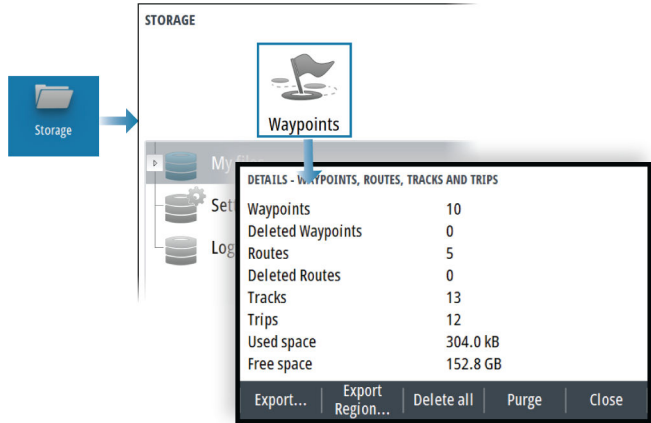 STORAGE
Storage
Waypoints
My
DETAILS - WAYPOINTS, ROUTES, TRACKS AND TRIPS
Waypoints 10
Deleted Waypoints 0
Routes 5
Deleted Routes 0
Tracks 13
Trips 12
Used space 304.0 kB
Free space 152.8 GB
Export... Export Region... Delete all Purge Close